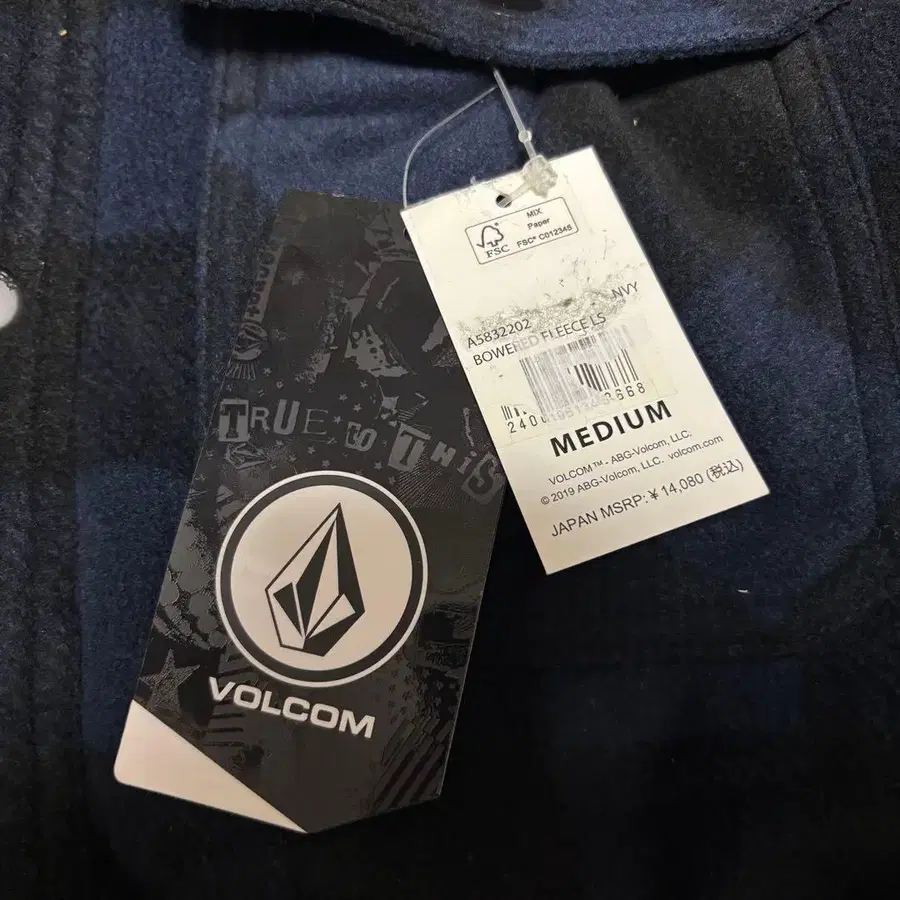 TRUE TO THIS
VOLCOM
FSC
MIX
Paper
FSC® C012345
A5832202
NVY
BOWERED FLEECE LS
MEDIUM
VOLCOM™ - ABG-Volcom, LLC.
© 2019 ABG-Volcom, LLC. volcom.com
JAPAN MSRP: ¥ 14,080 (税込)